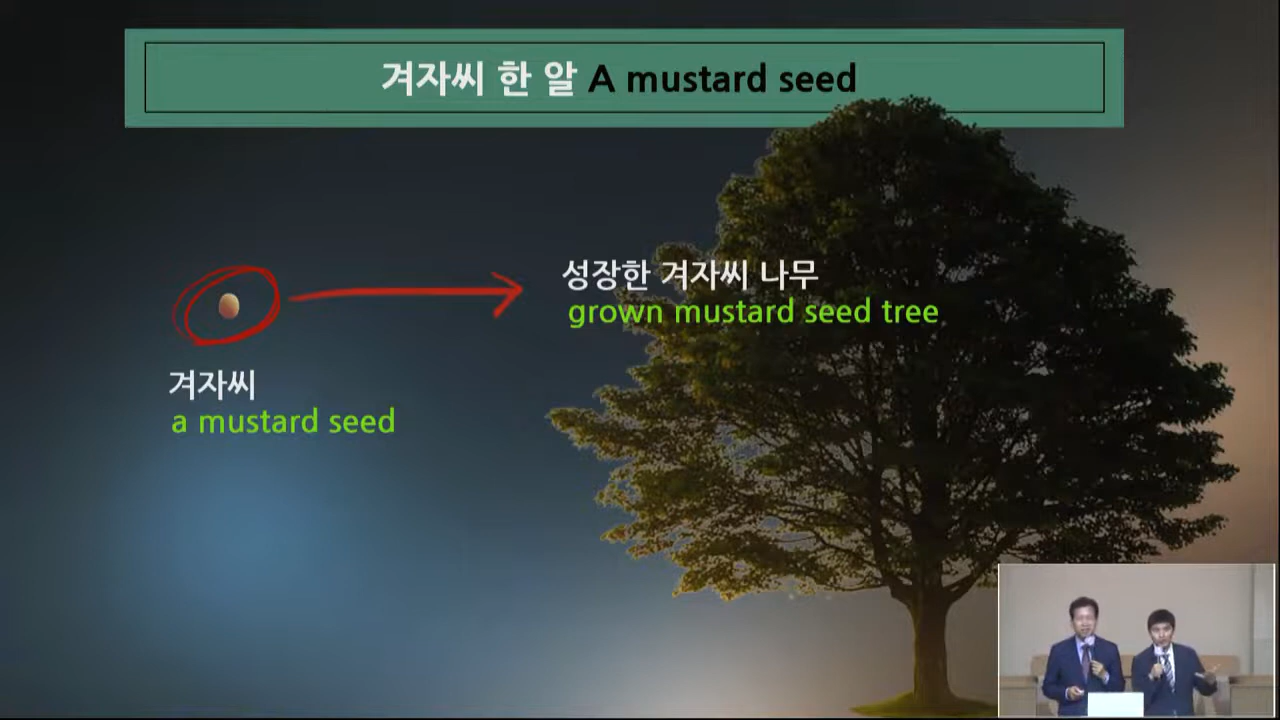 겨자씨 한 알 A mustard seed
성장한 겨자씨 나무
grown mustard seed tree
겨자씨
a mustard seed